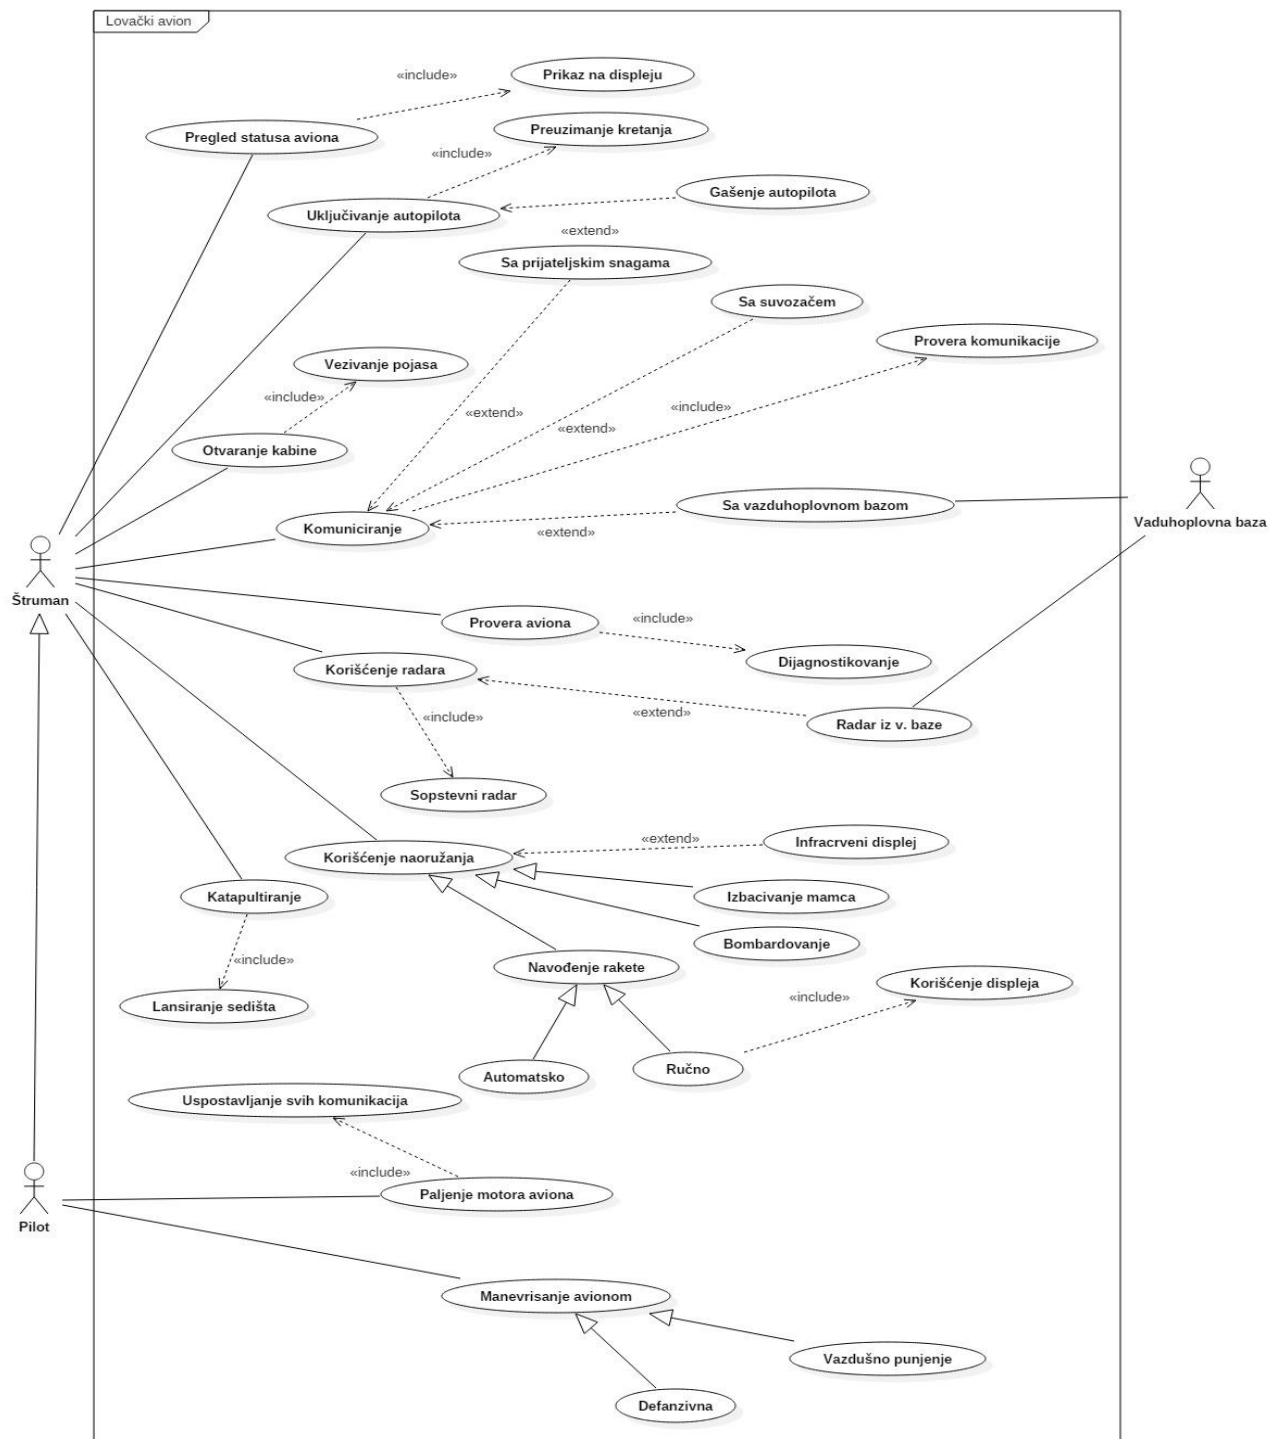 Lovački avion
«include»
Prikaz na displeju
Pregled statusa aviona
Preuzimanje kretanja
«include»
Gašenje autopilota
Uključivanje autopilota
«extend»
Sa prijateljskim snagama
Sa suvozačem
Provera komunikacije
Vezivanje pojasa
«include»
«extend»
«include»
«extend»
Otvaranje kabine
Sa vazduhoplovnom bazom
Komuniciranje
«extend»
Vaduhoplovna baza
Štruman
Provera aviona
«include»
Dijagnostikovanje
Korišćenje radara
«include»
«extend»
Radar iz v. baze
Sopstevni radar
«extend»
Infracrveni displej
Korišćenje naoružanja
Katapultiranje
Izbacivanje mamca
Bombardovanje
«include»
Navođenje rakete
Korišćenje displeja
«include»
Lansiranje sedišta
Automatsko
Ručno
Uspostavljanje svih komunikacija
«include»
Paljenje motora aviona
Pilot
Manevrisanje avionom
Vazdušno punjenje
Defanzivna